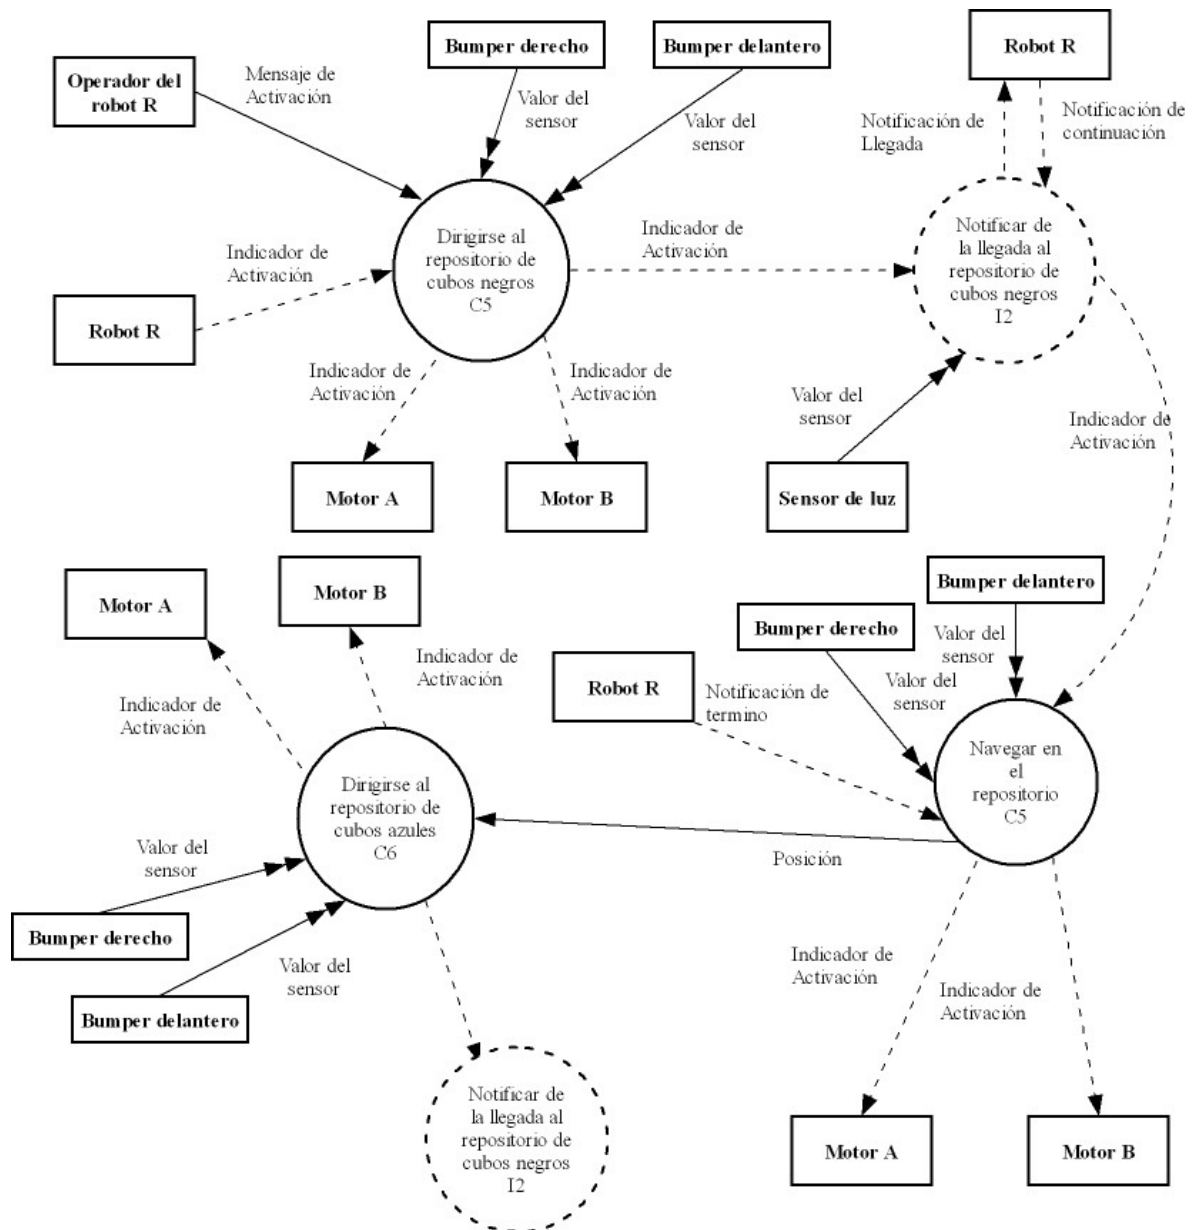 Bumper derecho
Bumper delantero
Robot R
Operador del
robot R
Mensaje de
Activación
Valor del
sensor
Valor del
sensor
Notificación de
Llegada
Notificación de
continuación
Dirigirse al
repositorio de
cubos negros
C5
Indicador de
Activación
Notificar de
la llegada al
repositorio de
cubos negros
I2
Indicador de
Activación
Robot R
Indicador de
Activación
Indicador de
Activación
Valor del
sensor
Indicador de
Activación
Motor A
Motor B
Sensor de luz
Motor A
Motor B
Bumper delantero
Bumper derecho
Valor del
sensor
Robot R
Notificación de
termino
Valor del
sensor
Indicador de
Activación
Indicador de
Activación
Navegar en
el
repositorio
C5
Dirigirse al
repositorio de
cubos azules
C6
Posición
Valor del
sensor
Bumper derecho
Valor del
sensor
Bumper delantero
Indicador de
Activación
Indicador de
Activación
Notificar de
la llegada al
repositorio de
cubos negros
I2
Motor A
Motor B